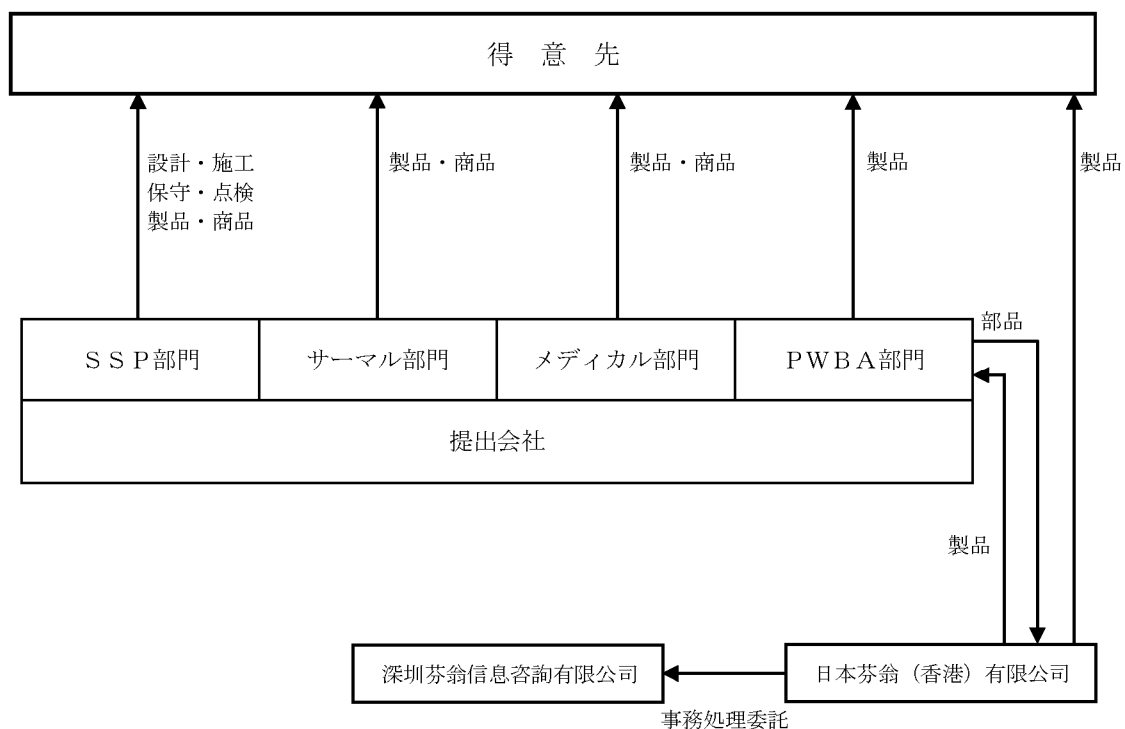 得 意 先
設計・施工
保守・点検
製品・商品
製品・商品
製品・商品
製品
製品
部品
ＳＳＰ部門
サーマル部門
メディカル部門
ＰＷＢＡ部門
提出会社
製品
深圳芬翁信息咨詢有限公司
日本芬翁（香港）有限公司
事務処理委託